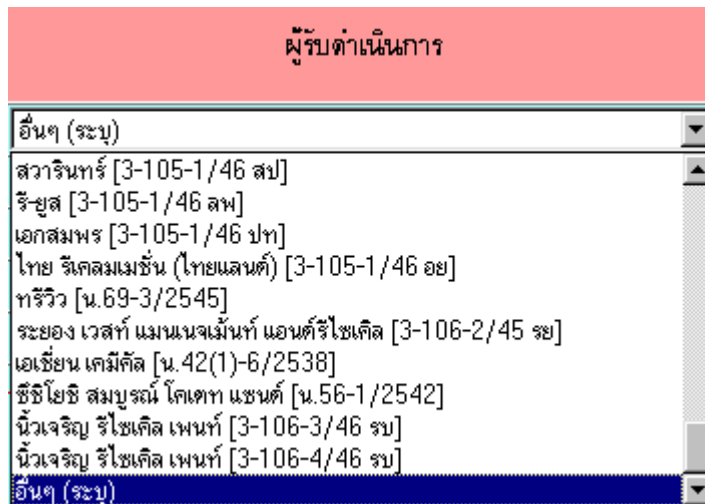 ผู้รับดำเนินการ
อื่นๆ (ระบุ)
สวารินทร์ [3-105-1/46 สป]
รี-ยูส [3-105-1/46 ลพ]
เอกสมพร [3-105-1/46 ปท]
ไทย รีเคลมเมชั่น (ไทยแลนด์) [3-105-1/46 อย]
ทรีวิว [น.69-3/2545]
ระยอง เวสท์ แมนเนจเม้นท์ แอนด์รีไซเคิล [3-106-2/45 รย]
เอเชี่ยน เคมีคัล [น.42(1)-6/2538]
ชึชิโยชิ สมบูรณ์ โคเตท แซนด์ [น.56-1/2542]
นิ้วเจริญ รีไซเคิล เพนท์ [3-106-3/46 รบ]
นิ้วเจริญ รีไซเคิล เพนท์ [3-106-4/46 รบ]
อื่นๆ (ระบุ)